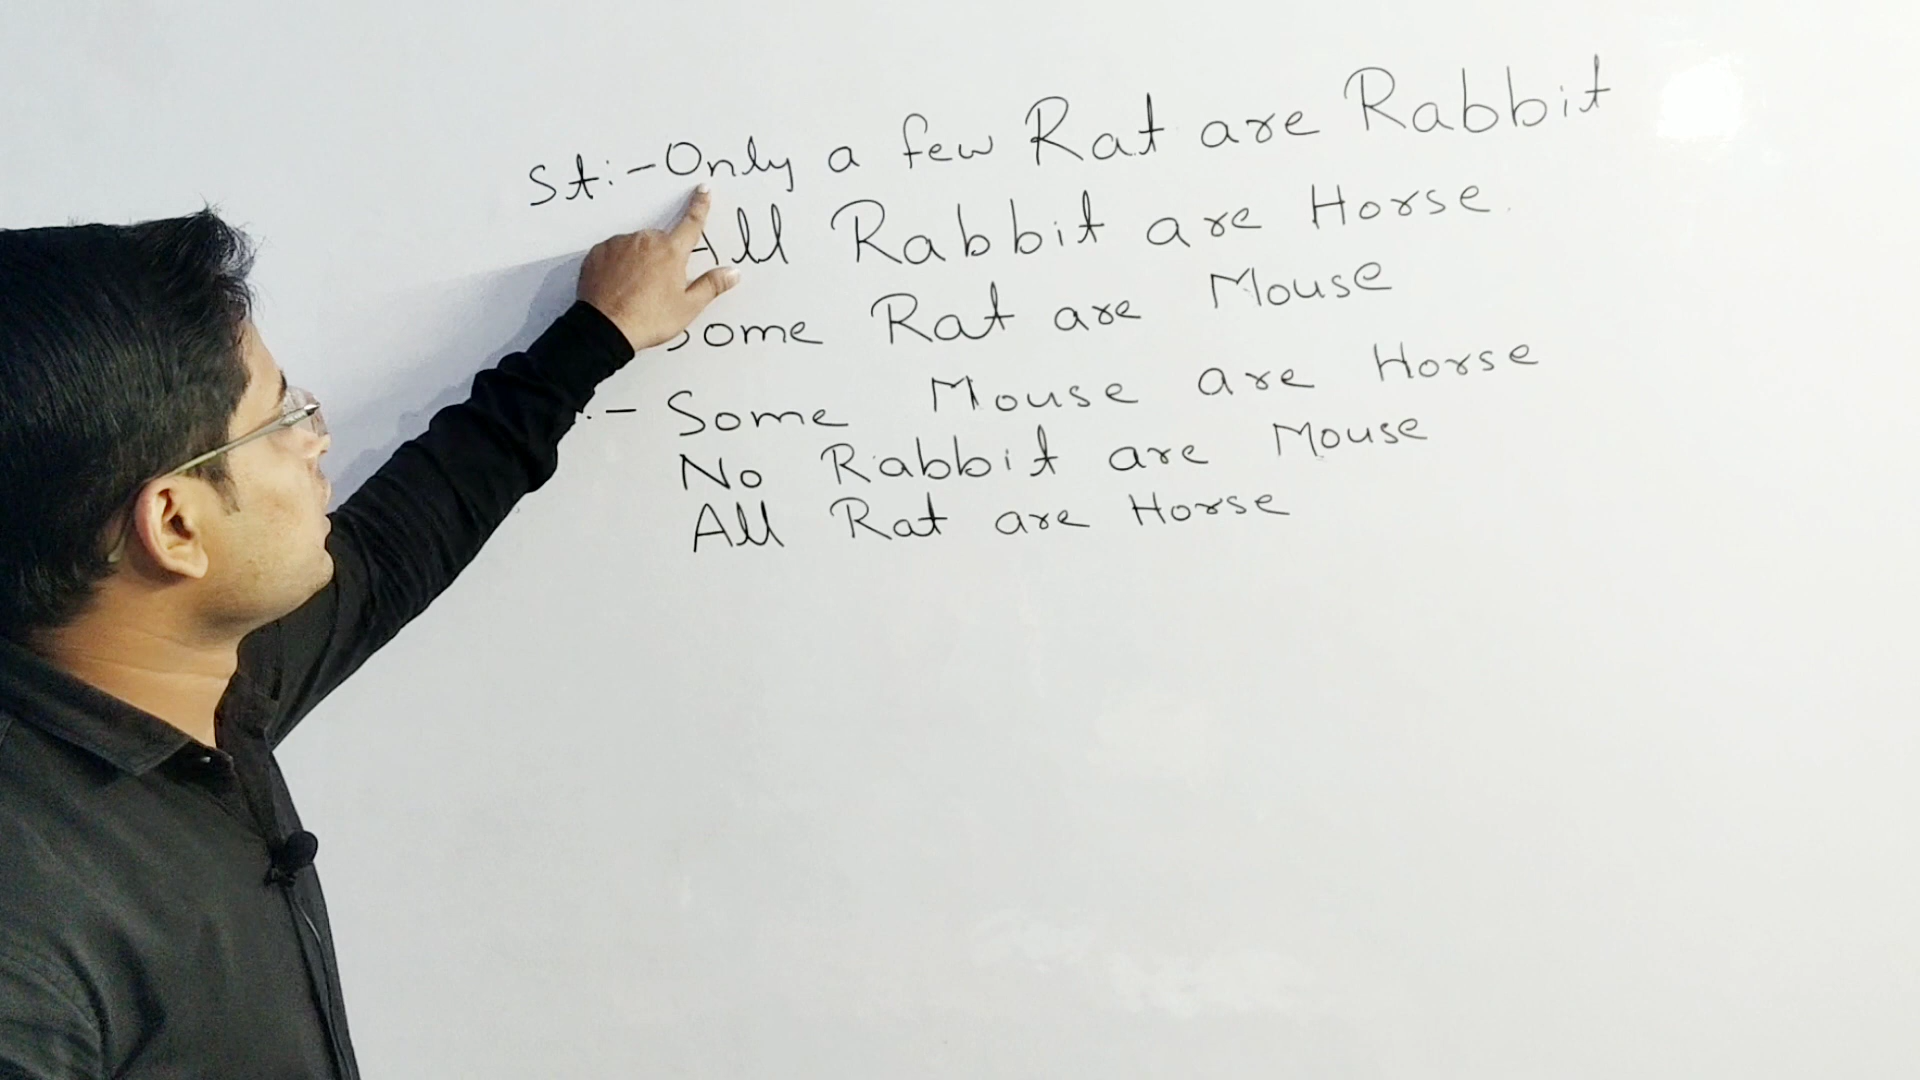 St:- Only a few Rat are Rabbit
All Rabbit are Horse
Some Rat are Mouse
:- Some Mouse are Horse
No Rabbit are Mouse
All Rat are Horse